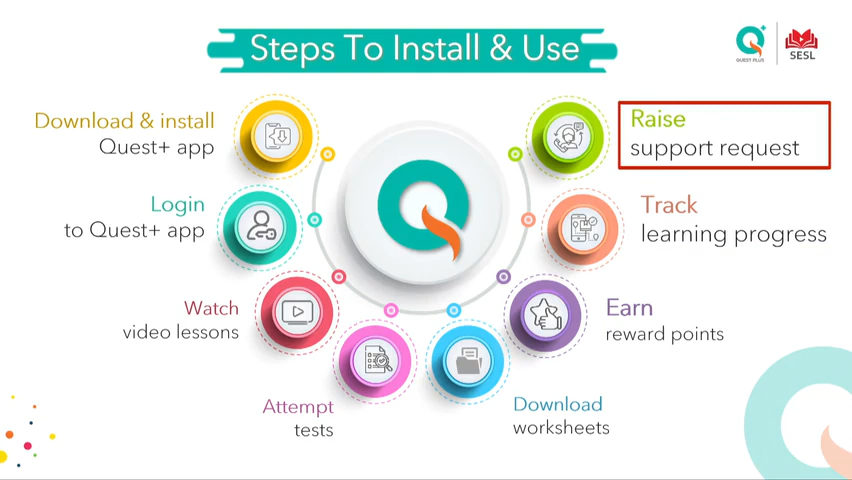 Steps To Install & Use
QUEST PLUS
SESL
Download & install
Quest+ app
Login
to Quest+ app
Watch
video lessons
Attempt
tests
Download
worksheets
Earn
reward points
Track
learning progress
Raise
support request